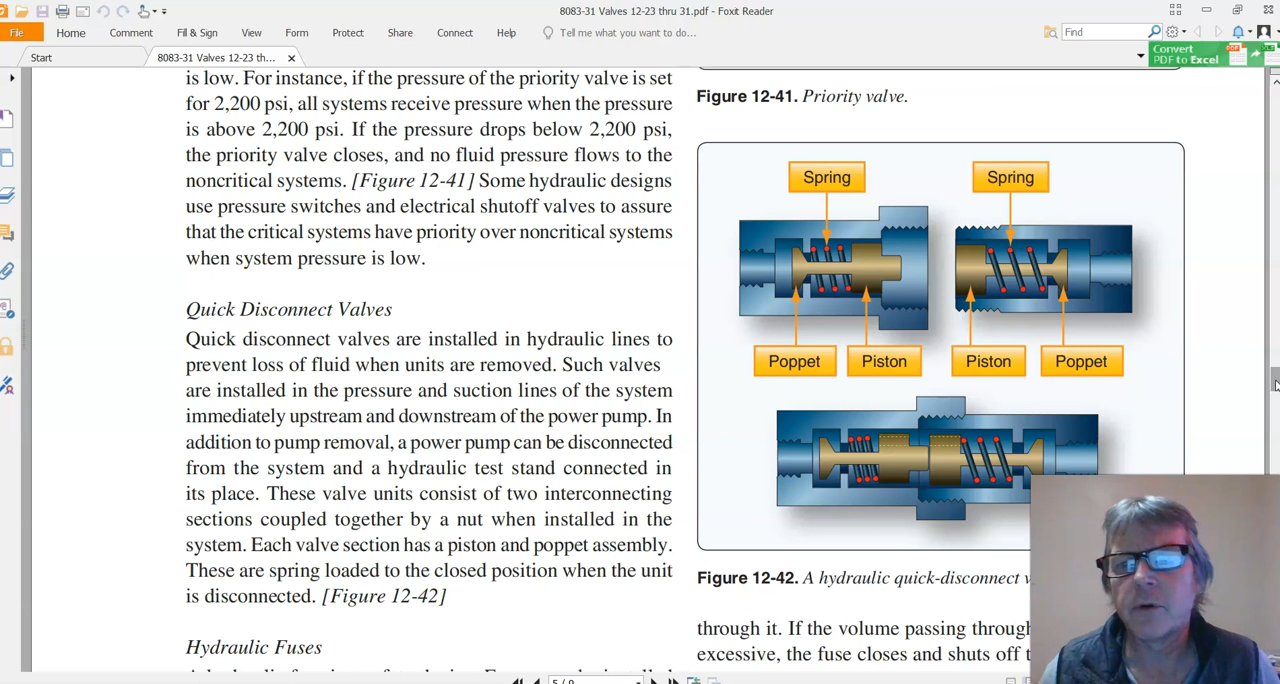 8083-31 Valves 12-23 thru 31.pdf - Foxit Reader
File Home Comment Fill & Sign View Form Protect Share Connect Help Tell me what you want to do... Find
Start 8083-31 Valves 12-23 th... Convert
PDF to Excel
is low. For instance, if the pressure of the priority valve is set
for 2,200 psi, all systems receive pressure when the pressure
is above 2,200 psi. If the pressure drops below 2,200 psi,
the priority valve closes, and no fluid pressure flows to the
noncritical systems. [Figure 12-41] Some hydraulic designs
use pressure switches and electrical shutoff valves to assure
that the critical systems have priority over noncritical systems
when system pressure is low.
Quick Disconnect Valves
Quick disconnect valves are installed in hydraulic lines to
prevent loss of fluid when units are removed. Such valves
are installed in the pressure and suction lines of the system
immediately upstream and downstream of the power pump. In
addition to pump removal, a power pump can be disconnected
from the system and a hydraulic test stand connected in
its place. These valve units consist of two interconnecting
sections coupled together by a nut when installed in the
system. Each valve section has a piston and poppet assembly.
These are spring loaded to the closed position when the unit
is disconnected. [Figure 12-42]
Hydraulic Fuses
Figure 12-41. Priority valve.
Spring Spring
Poppet Piston Piston Poppet
Figure 12-42. A hydraulic quick-disconnect
through it. If the volume passing through
excessive, the fuse closes and shuts off
5 / 9